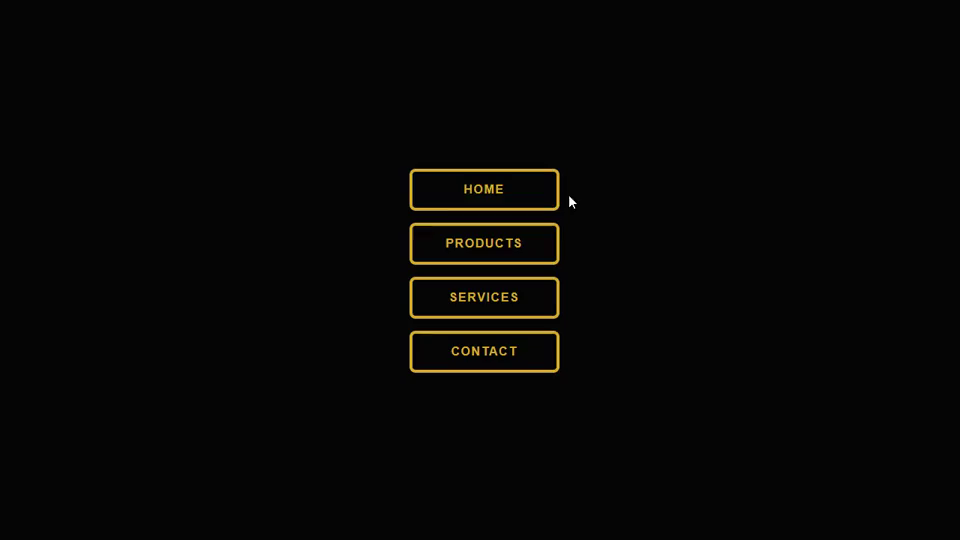 HOME
PRODUCTS
SERVICES
CONTACT